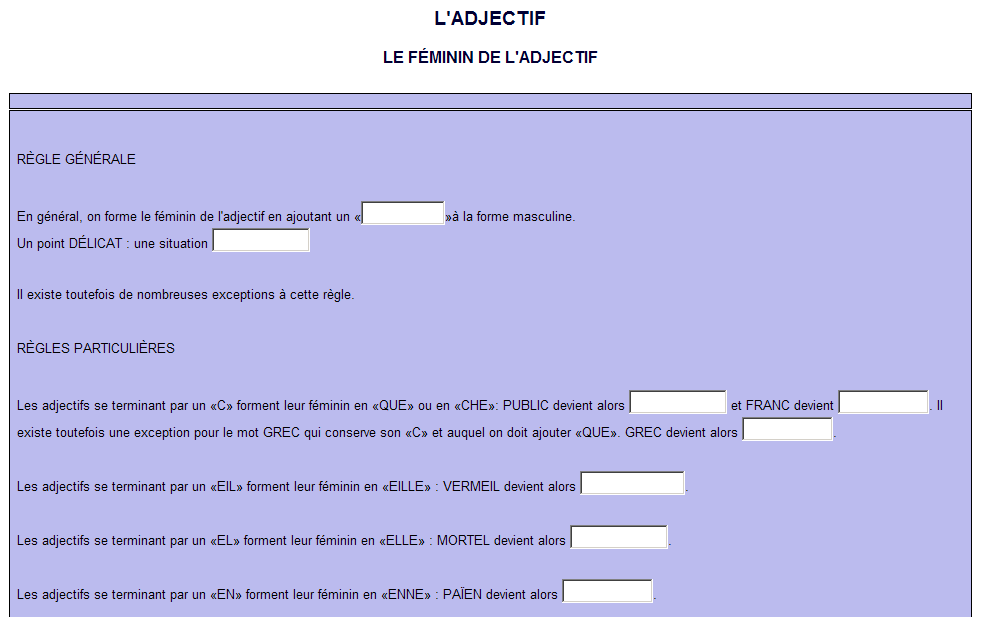 L'ADJECTIF
LE FÉMININ DE L'ADJECTIF
RÈGLE GÉNÉRALE
En général, on forme le féminin de l'adjectif en ajoutant un « »à la forme masculine.
Un point DÉLICAT : une situation
Il existe toutefois de nombreuses exceptions à cette règle.
RÈGLES PARTICULIÈRES
Les adjectifs se terminant par un «C» forment leur féminin en «QUE» ou en «CHE»: PUBLIC devient alors et FRANC devient . Il
existe toutefois une exception pour le mot GREC qui conserve son «C» et auquel on doit ajouter «QUE». GREC devient alors .
Les adjectifs se terminant par un «EIL» forment leur féminin en «EILLE» : VERMEIL devient alors .
Les adjectifs se terminant par un «EL» forment leur féminin en «ELLE» : MORTEL devient alors .
Les adjectifs se terminant par un «EN» forment leur féminin en «ENNE» : PAÏEN devient alors .